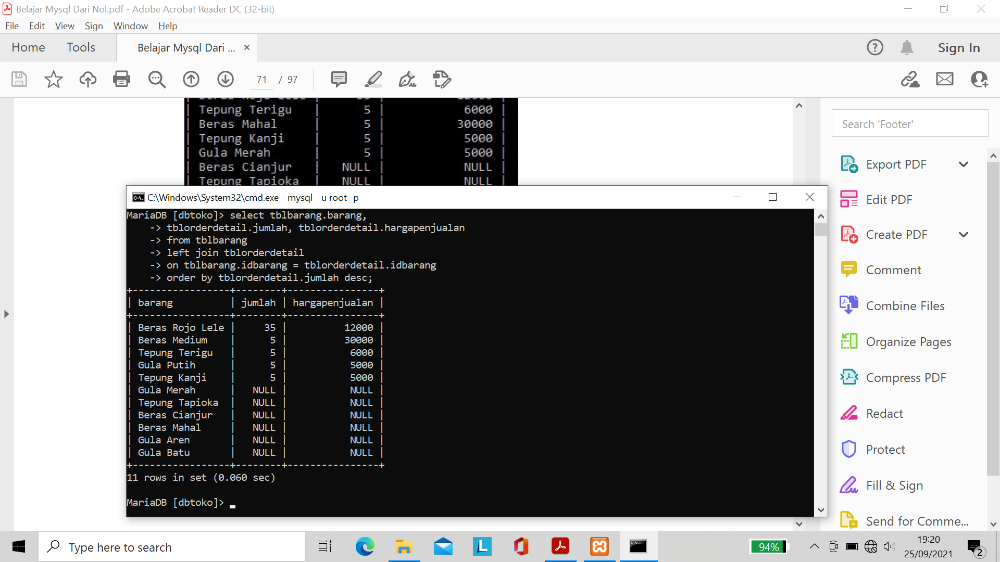 Belajar Mysql Dari Nol.pdf - Adobe Acrobat Reader DC (32-bit)
File Edit View Sign Window Help
Home Tools Belajar Mysql Dari ... × Sign In
71 / 97
| Beras Rojo Lele | 35 | 12000 |
| Tepung Terigu | 5 | 6000 |
| Beras Mahal | 5 | 30000 |
| Tepung Kanji | 5 | 5000 |
| Gula Merah | 5 | 5000 |
| Beras Cianjur | NULL | NULL |
| Tepung Tapioka | NULL | NULL |
C:\Windows\System32\cmd.exe - mysql  -u root -p
MariaDB [dbtoko]> select tblbarang.barang,
    -> tblorderdetail.jumlah, tblorderdetail.hargapenjualan
    -> from tblbarang
    -> left join tblorderdetail
    -> on tblbarang.idbarang = tblorderdetail.idbarang
    -> order by tblorderdetail.jumlah desc;
+-----------------+--------+----------------+
| barang          | jumlah | hargapenjualan |
+-----------------+--------+----------------+
| Beras Rojo Lele |     35 |          12000 |
| Beras Medium    |      5 |          30000 |
| Tepung Terigu   |      5 |           6000 |
| Gula Putih      |      5 |           5000 |
| Tepung Kanji    |      5 |           5000 |
| Gula Merah      |   NULL |           NULL |
| Tepung Tapioka  |   NULL |           NULL |
| Beras Cianjur   |   NULL |           NULL |
| Beras Mahal     |   NULL |           NULL |
| Gula Aren       |   NULL |           NULL |
| Gula Batu       |   NULL |           NULL |
+-----------------+--------+----------------+
11 rows in set (0.060 sec)
MariaDB [dbtoko]>
Search 'Footer'
Export PDF
Edit PDF
Create PDF
Comment
Combine Files
Organize Pages
Compress PDF
Redact
Protect
Fill & Sign
Send for Comme...
Type here to search
L
94%
19:20
25/09/2021
2